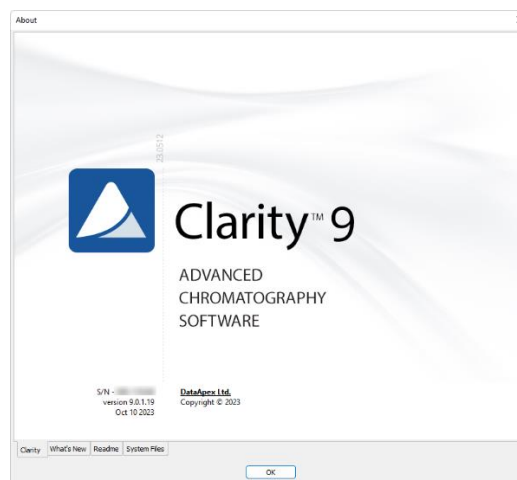 About
23.0512
Clarity™ 9
ADVANCED
CHROMATOGRAPHY
SOFTWARE
S/N -
version 9.0.1.19
Oct 10 2023
DataApex Ltd.
Copyright © 2023
Clarity
What's New
Readme
System Files
OK